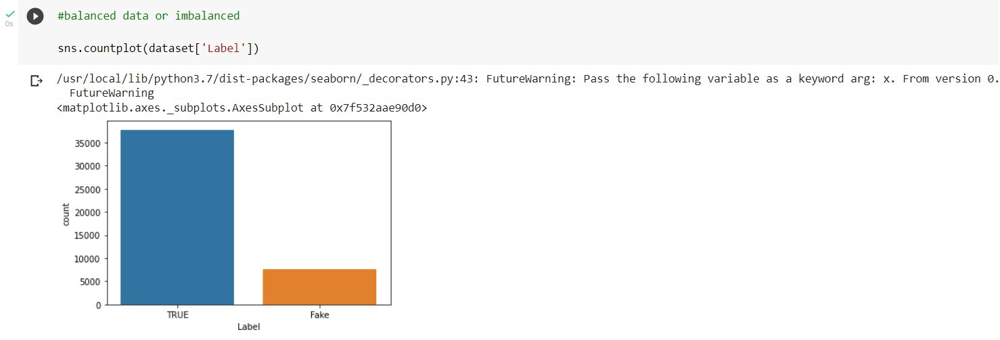 #balanced data or imbalanced
0s
sns.countplot(dataset['Label'])
/usr/local/lib/python3.7/dist-packages/seaborn/_decorators.py:43: FutureWarning: Pass the following variable as a keyword arg: x. From version 0.
FutureWarning
<matplotlib.axes._subplots.AxesSubplot at 0x7f532aae90d0>
35000
30000
25000
20000
15000
10000
5000
0
count
TRUE Fake
Label